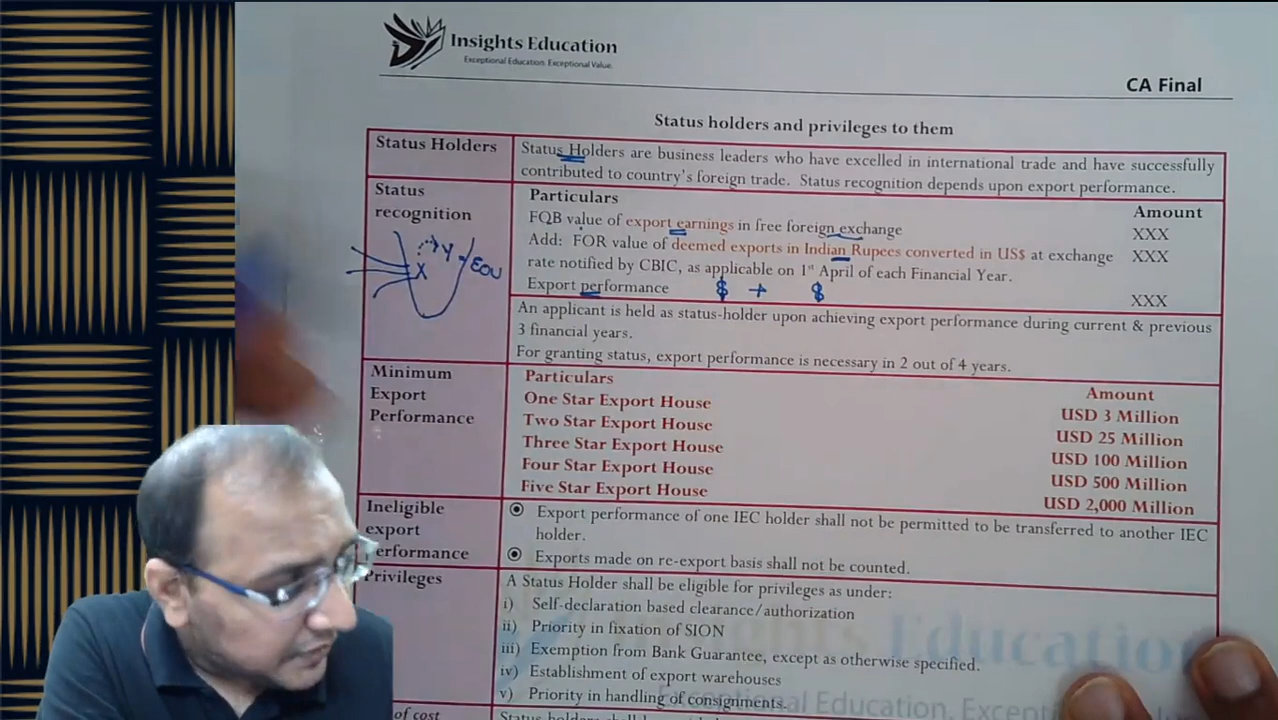 Insights Education
Exceptional Education. Exceptional Value.
CA Final
Status holders and privileges to them
Status Holders
Status Holders are business leaders who have excelled in international trade and have successfully
contributed to country's foreign trade. Status recognition depends upon export performance.
Status
recognition
Particulars Amount
FOB value of export earnings in free foreign exchange XXX
Add: FOR value of deemed exports in Indian Rupees converted in US$ at exchange XXX
rate notified by CBIC, as applicable on 1st April of each Financial Year.
Export performance XXX
$ + $
X Y EOU
An applicant is held as status-holder upon achieving export performance during current & previous
3 financial years.
For granting status, export performance is necessary in 2 out of 4 years.
Minimum
Export
Performance
Particulars Amount
One Star Export House USD 3 Million
Two Star Export House USD 25 Million
Three Star Export House USD 100 Million
Four Star Export House USD 500 Million
Five Star Export House USD 2,000 Million
Ineligible
export
performance
Export performance of one IEC holder shall not be permitted to be transferred to another IEC
holder.
Exports made on re-export basis shall not be counted.
Privileges
A Status Holder shall be eligible for privileges as under:
i) Self-declaration based clearance/authorization
ii) Priority in fixation of SION
iii) Exemption from Bank Guarantee, except as otherwise specified.
iv) Establishment of export warehouses
v) Priority in handling of consignments.
of cost
Status holders shall